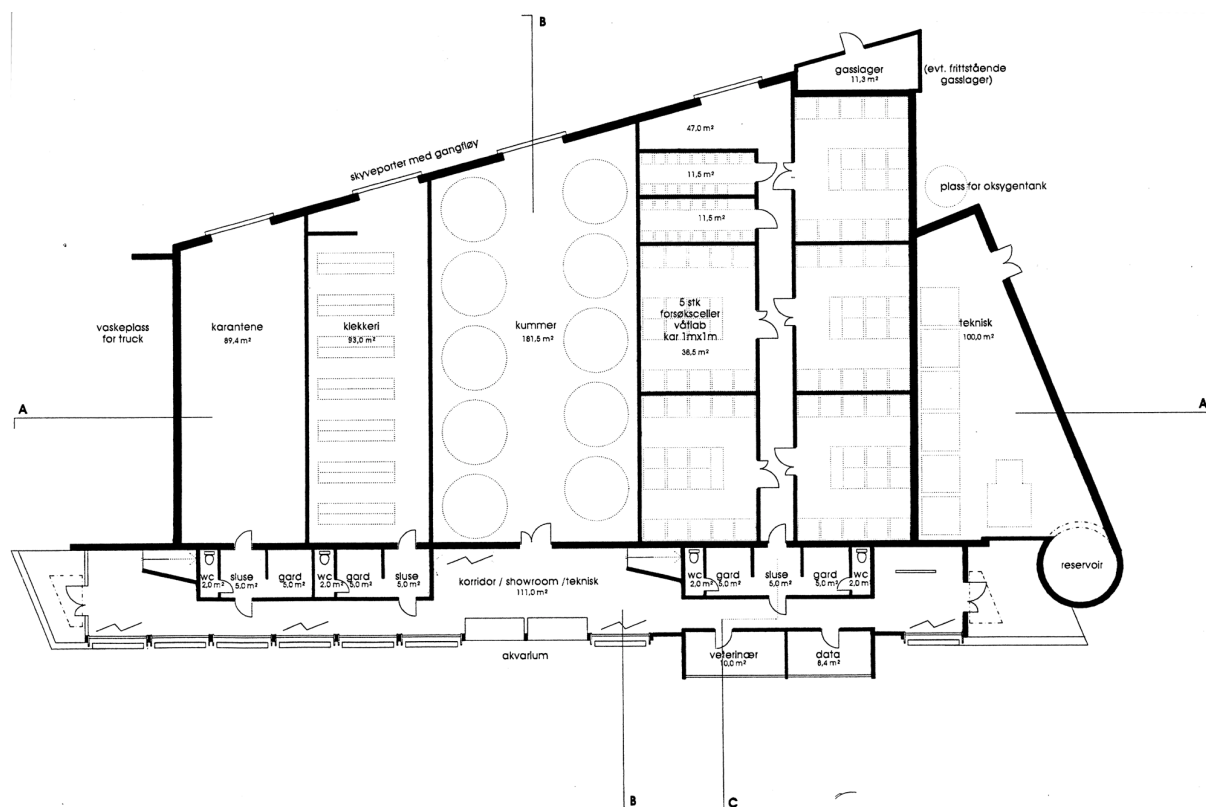 B
gasslager
11,3 m²
(evt. frittstående
gasslager)
47,0 m²
skyveporter med gangfløy
11,5 m²
plass for oksygentank
11,5 m²
vaskeplass
for truck
karantene
89,4 m²
klekkeri
93,0 m²
kummer
181,5 m²
5 stk
forsøksceller
våtlab
kar 1mx1m
38,5 m²
teknisk
100,0 m²
A
A
wc
2,0 m²
sluse
5,0 m²
gard
5,0 m²
wc
2,0 m²
gard
5,0 m²
sluse
5,0 m²
korridor / showroom /teknisk
111,0 m²
wc
2,0 m²
gard
5,0 m²
sluse
5,0 m²
gard
5,0 m²
wc
2,0 m²
reservoir
akvarium
veterinær
10,0 m²
data
8,4 m²
B
C